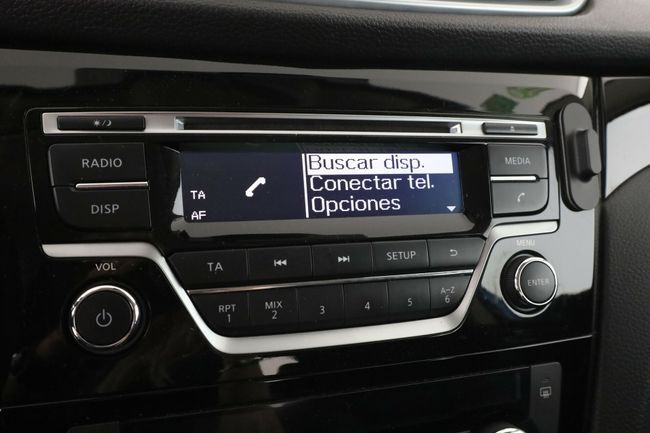 RADIO
DISP
TA
AF
Buscar disp.
Conectar tel.
Opciones
MEDIA
VOL
TA
SETUP
MENU
ENTER
RPT
1
MIX
2
3
4
5
A-Z
6